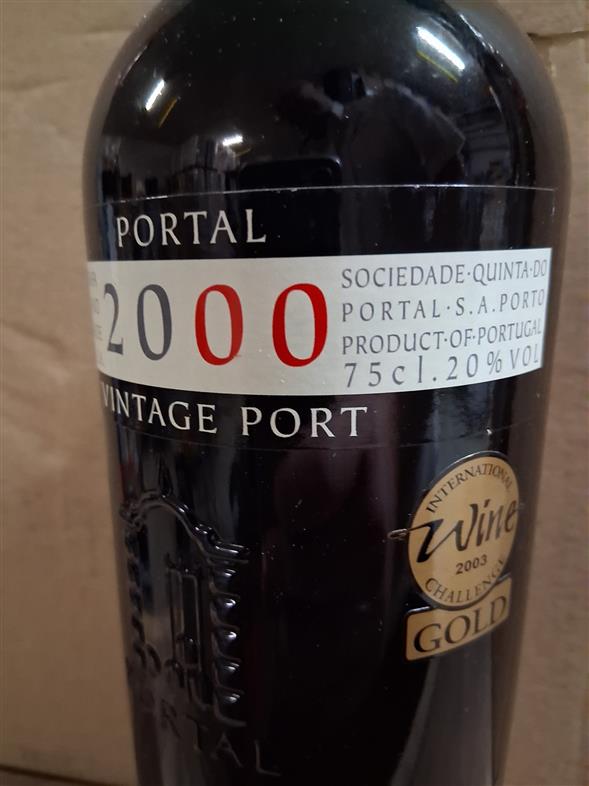 PORTAL
2000
SOCIEDADE·QUINTA·DO
PORTAL·S.A.PORTO
PRODUCT·OF·PORTUGAL
75cl.20%VOL
VINTAGE PORT
INTERNATIONAL
Wine
2003
CHALLENGE
GOLD
PORTAL